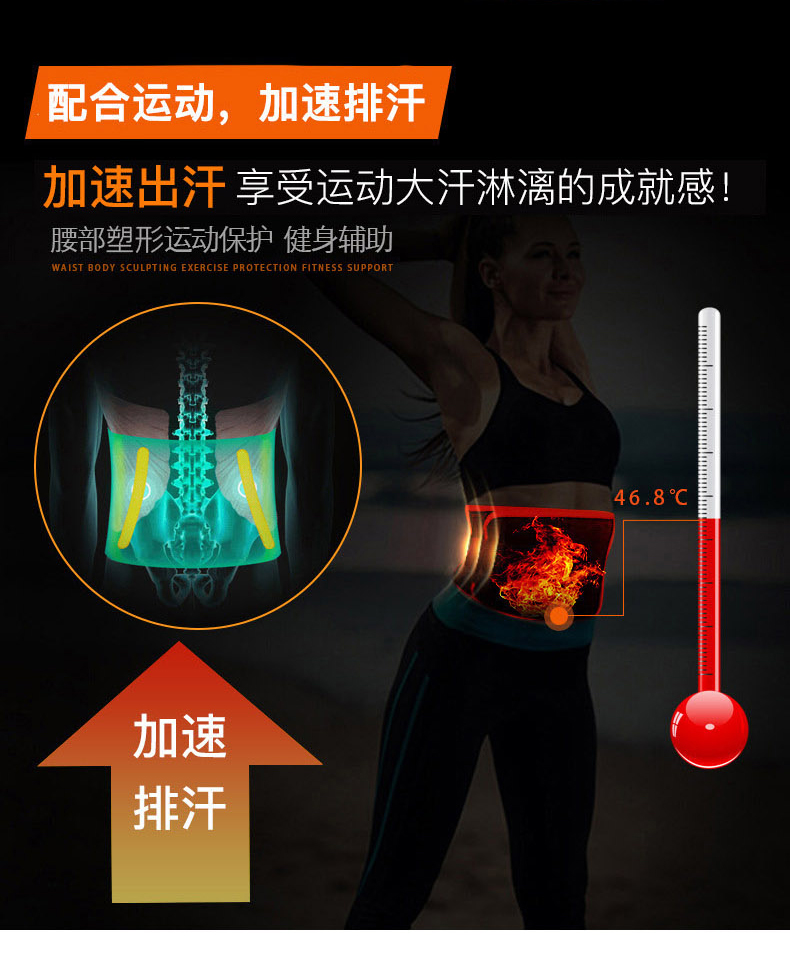 配合运动，加速排汗
加速出汗 享受运动大汗淋漓的成就感！
腰部塑形运动保护 健身辅助
WAIST BODY SCULPTING EXERCISE PROTECTION FITNESS SUPPORT
46.8℃
加速
排汗